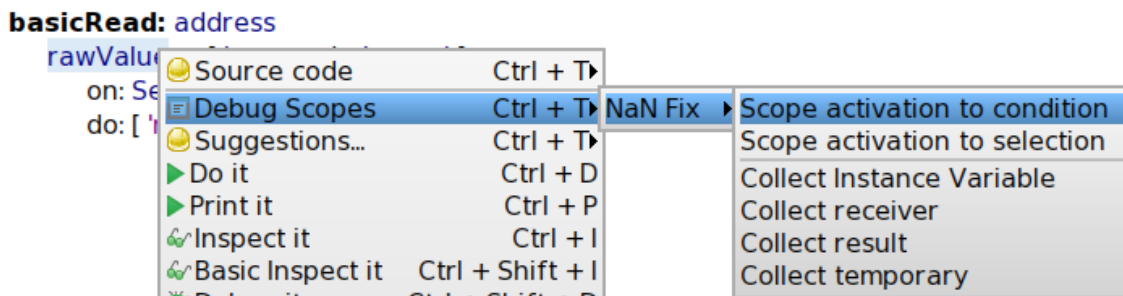 basicRead: address
rawValue
on: Se
do: [ '
Source code Ctrl + T
Debug Scopes Ctrl + T NaN Fix Scope activation to condition
Suggestions... Ctrl + T Scope activation to selection
Do it Ctrl + D Collect Instance Variable
Print it Ctrl + P Collect receiver
Inspect it Ctrl + I Collect result
Basic Inspect it Ctrl + Shift + I Collect temporary